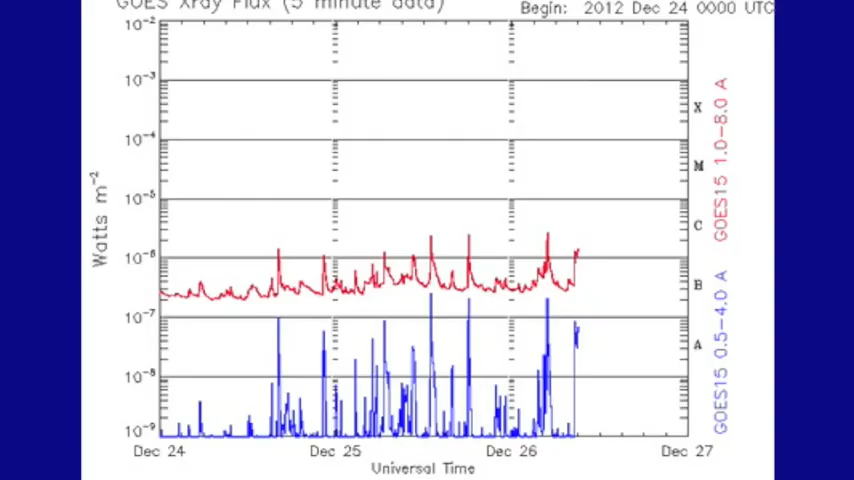 GOES Xray Flux (5 minute data)
Begin: 2012 Dec 24 0000 UTC
10-2
10-3
10-4
10-5
10-6
10-7
10-8
10-9
Watts m-2
X
M
C
B
A
GOES15 1.0-8.0 A
GOES15 0.5-4.0 A
Dec 24
Dec 25
Dec 26
Dec 27
Universal Time